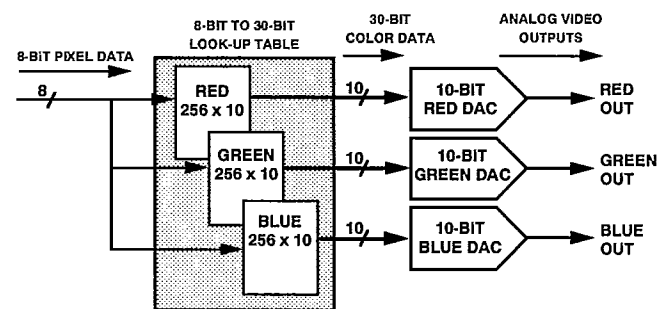 8-BIT TO 30-BIT
LOOK-UP TABLE
30-BIT
COLOR DATA
ANALOG VIDEO
OUTPUTS
8-BiT PIXEL DATA
8
RED
256 x 10
10
10-BIT
RED DAC
RED
OUT
GREEN
256 x 10
10
10-BIT
GREEN DAC
GREEN
OUT
BLUE
256 x 10
10
10-BIT
BLUE DAC
BLUE
OUT